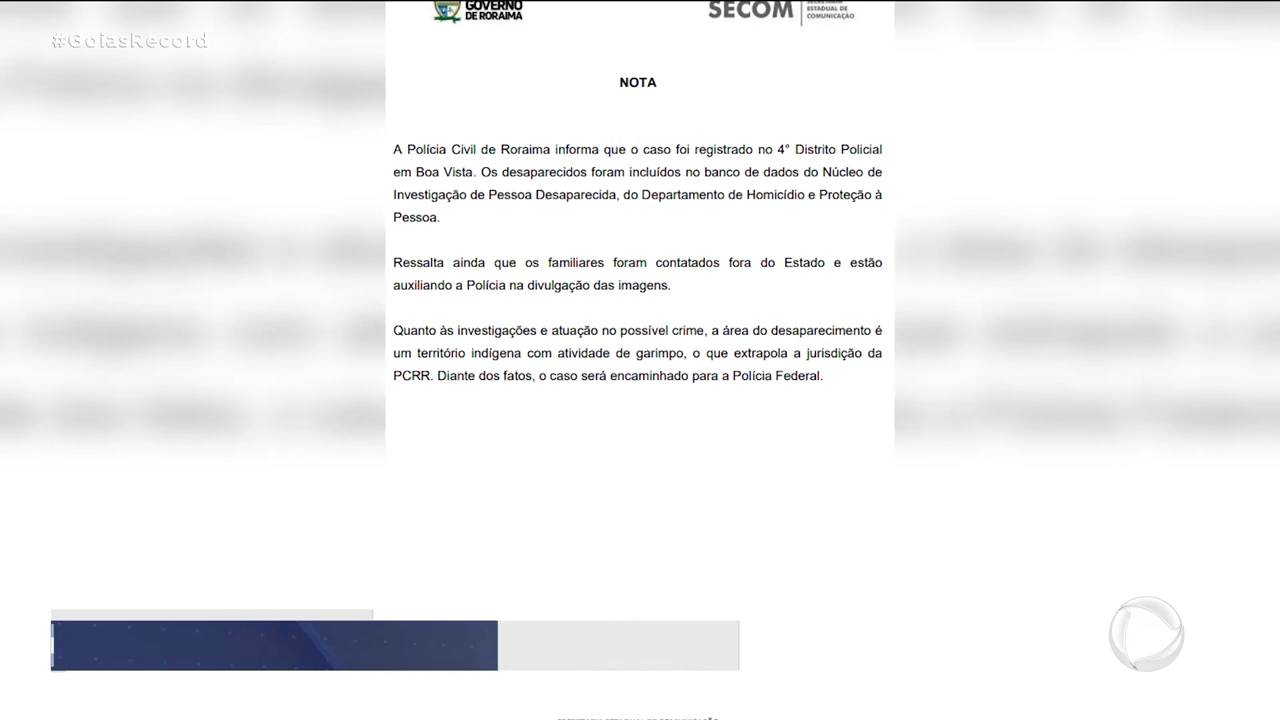 GOVERNO
DE RORAIMA
SECOM
ESTADUAL DE
COMUNICAÇÃO
#GoiasRecord
NOTA
A Polícia Civil de Roraima informa que o caso foi registrado no 4° Distrito Policial
em Boa Vista. Os desaparecidos foram incluídos no banco de dados do Núcleo de
Investigação de Pessoa Desaparecida, do Departamento de Homicídio e Proteção à
Pessoa.
Ressalta ainda que os familiares foram contatados fora do Estado e estão
auxiliando a Polícia na divulgação das imagens.
Quanto às investigações e atuação no possível crime, a área do desaparecimento é
um território indígena com atividade de garimpo, o que extrapola a jurisdição da
PCRR. Diante dos fatos, o caso será encaminhado para a Polícia Federal.